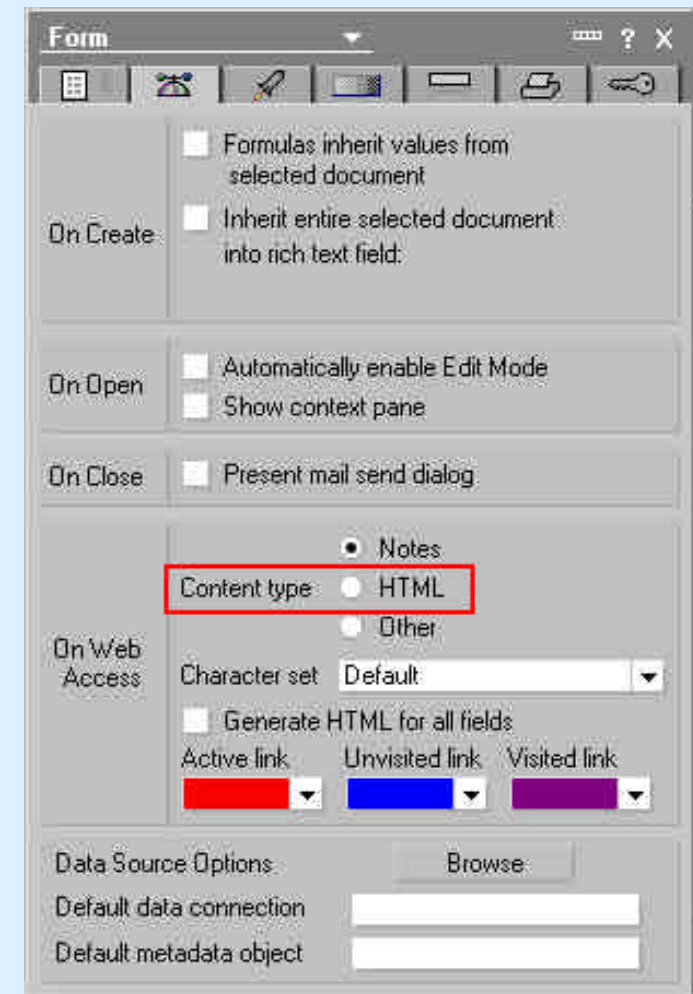 Form
? X
On Create
Formulas inherit values from
selected document
Inherit entire selected document
into rich text field:
On Open
Automatically enable Edit Mode
Show context pane
On Close
Present mail send dialog
On Web
Access
Notes
Content type HTML
Other
Character set Default
Generate HTML for all fields
Active link Unvisited link Visited link
Data Source Options Browse
Default data connection
Default metadata object